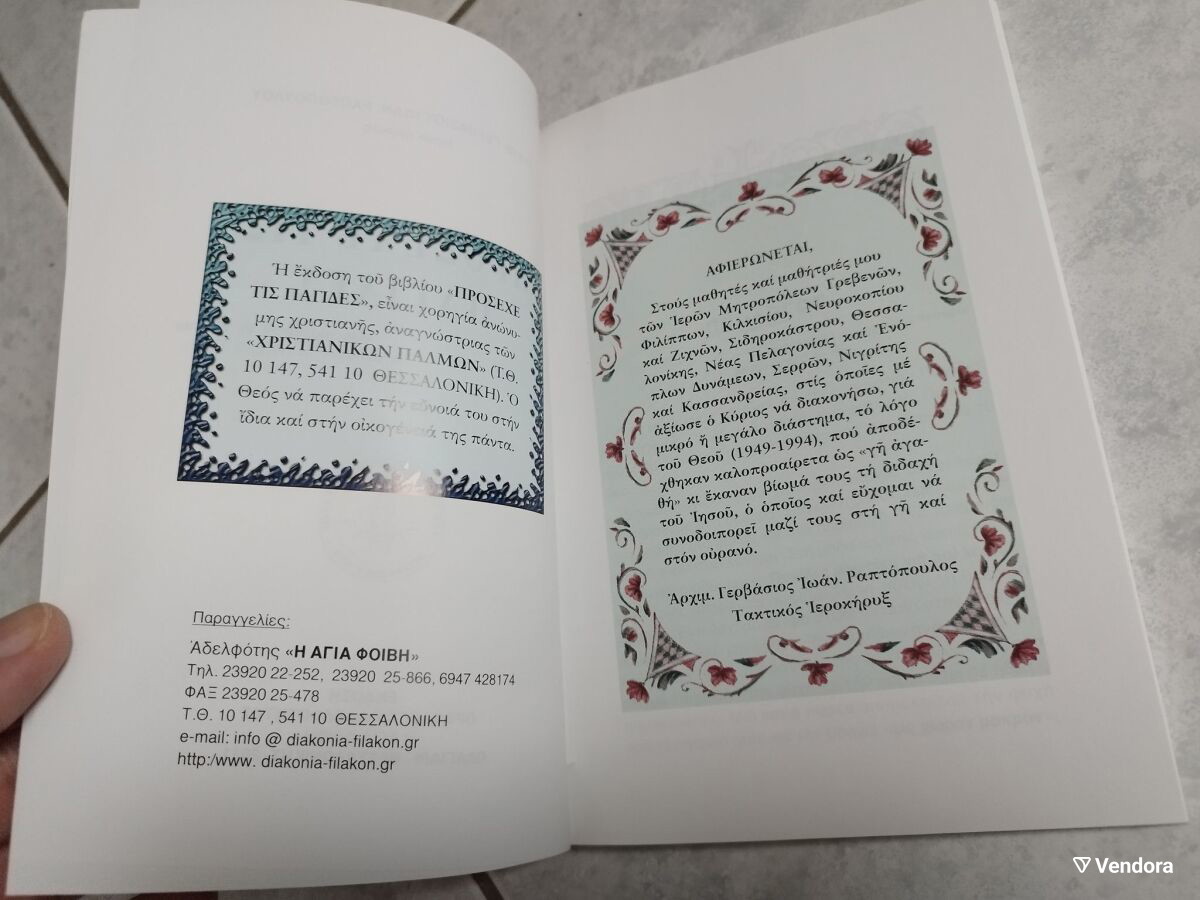 Ἡ ἔκδοση τοῦ βιβλίου «ΠΡΟΣΕΧΕ
ΤΙΣ ΠΑΓΙΔΕΣ», εἶναι χορηγία ἀνώνυ-
μης χριστιανῆς, ἀναγνώστριας τῶν
«ΧΡΙΣΤΙΑΝΙΚΩΝ ΠΑΛΜΩΝ» (Τ.Θ.
10 147, 541 10 ΘΕΣΣΑΛΟΝΙΚΗ). Ὁ
Θεός νά παρέχει τήν εὔνοιά του στήν
ἴδια καί στήν οἰκογένειά της πάντα.
Παραγγελίες:
Ἀδελφότης «Η ΑΓΙΑ ΦΟΙΒΗ»
Τηλ. 23920 22-252, 23920 25-866, 6947 428174
ΦΑΞ 23920 25-478
Τ.Θ. 10 147 , 541 10 ΘΕΣΣΑΛΟΝΙΚΗ
e-mail: info @ diakonia-filakon.gr
http:/www. diakonia-filakon.gr
ΑΦΙΕΡΩΝΕΤΑΙ,
Στούς μαθητές καί μαθήτριές μου
τῶν Ἱερῶν Μητροπόλεων Γρεβενῶν,
Φιλίππων, Κιλκισίου, Νευροκοπίου
καί Ζιχνῶν, Σιδηροκάστρου, Θεσσα-
λονίκης, Νέας Πελαγονίας καί Ἐνό-
πλων Δυνάμεων, Σερρῶν, Νιγρίτης
καί Κασσανδρείας, στίς ὁποῖες μέ
ἀξίωσε ὁ Κύριος νά διακονήσω, γιά
μικρό ἤ μεγάλο διάστημα, τό λόγο
τοῦ Θεοῦ (1949-1994), πού ἀποδέ-
χθηκαν καλοπροαίρετα ὡς «γῆ ἀγα-
θή» κι ἔκαναν βίωμά τους τή διδαχή
τοῦ Ἰησοῦ, ὁ ὁποῖος καί εὔχομαι νά
συνοδοιπορεῖ μαζί τους στή γῆ καί
στόν οὐρανό.
Ἀρχιμ. Γερβάσιος Ἰωάν. Ραπτόπουλος
Τακτικός Ἱεροκήρυξ
Vendora